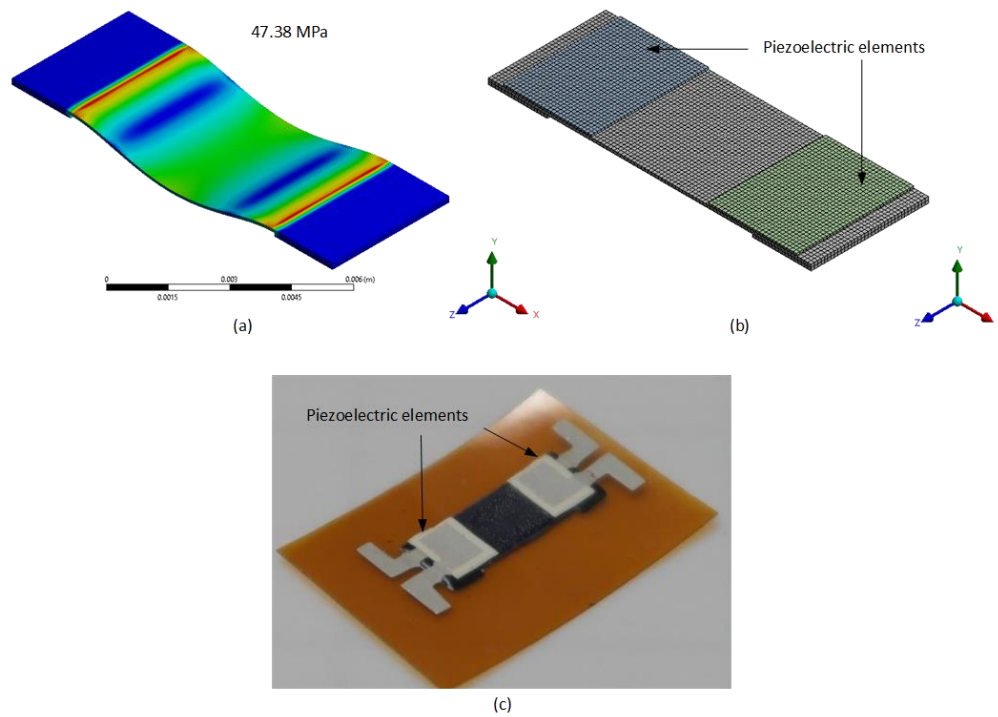 47.38 MPa
Piezoelectric elements
0
0.003
0.006 (m)
0.0015
0.0045
Y
Z
X
(a)
Y
Z
(b)
Piezoelectric elements
(c)